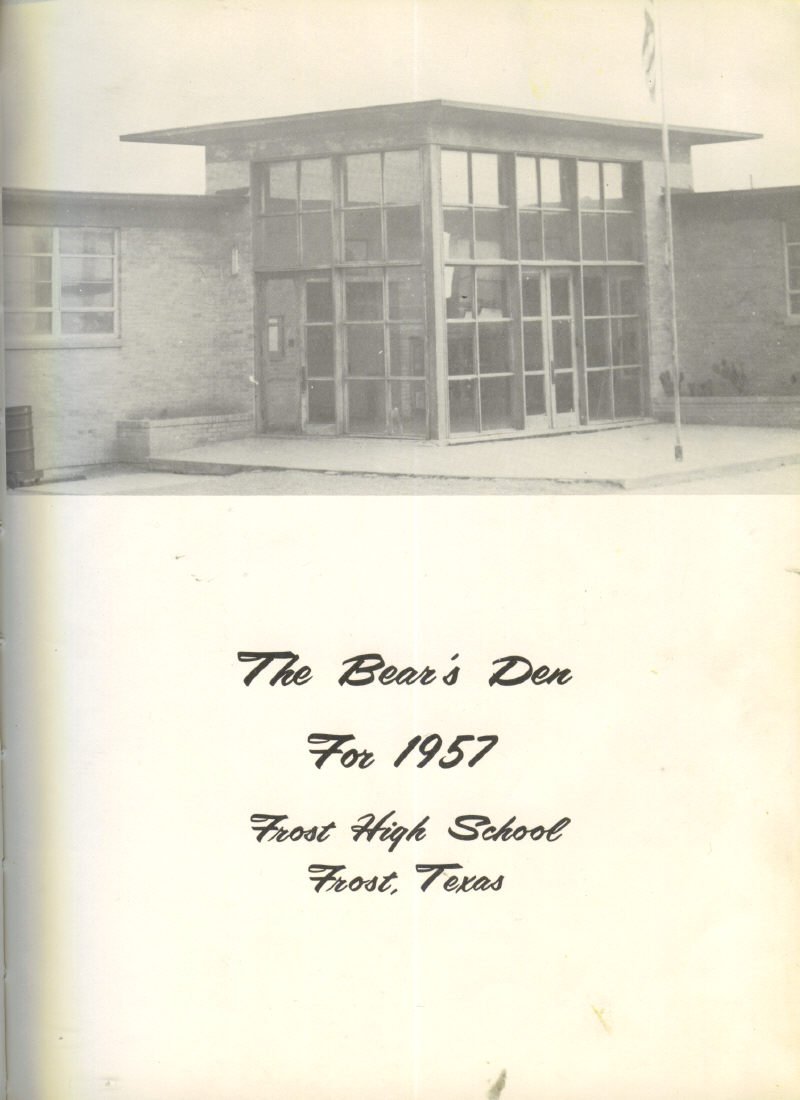 The Bear's Den
For 1957
Frost High School
Frost, Texas